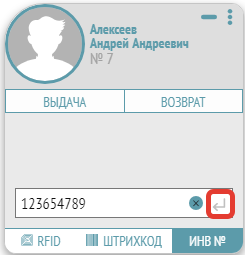 Алексеев
Андрей Андреевич
№ 7
ВЫДАЧА ВОЗВРАТ
123654789
RFID ШТРИХКОД ИНВ №